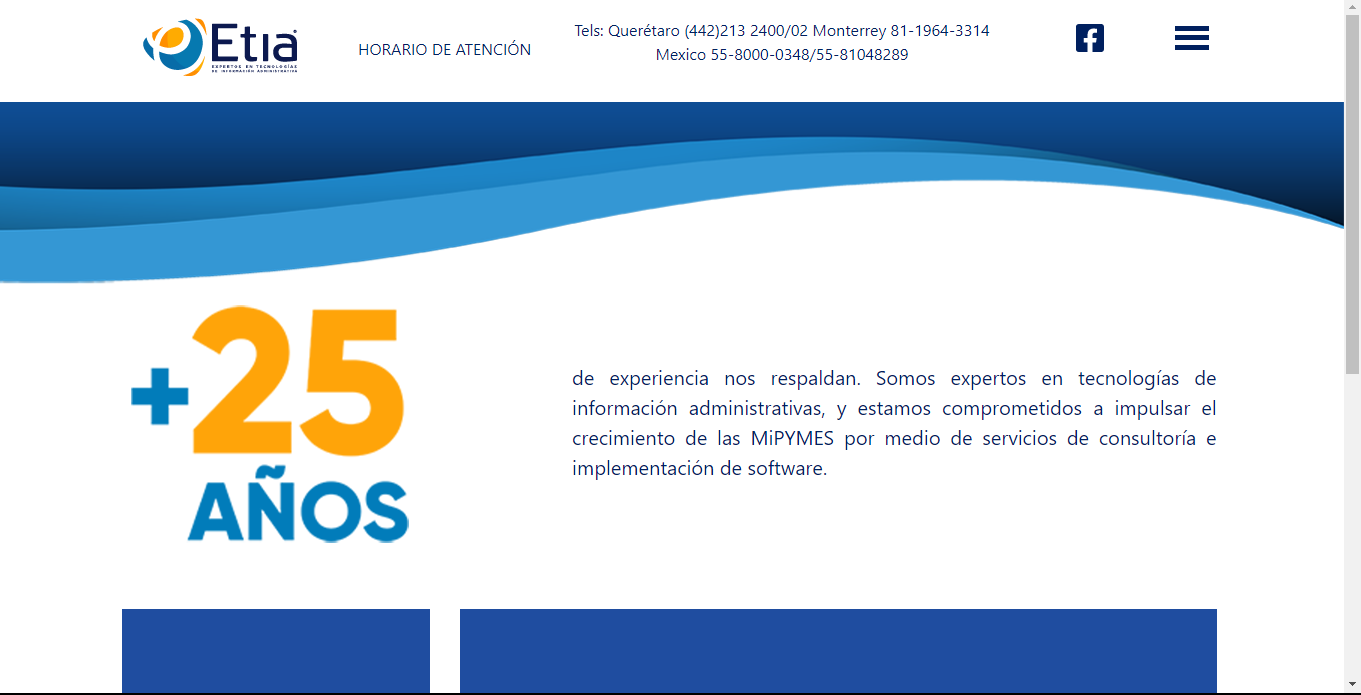 Etia
EXPERTOS EN TECNOLOGÍAS
DE INFORMACIÓN ADMINISTRATIVA
HORARIO DE ATENCIÓN
Tels: Querétaro (442)213 2400/02 Monterrey 81-1964-3314
Mexico 55-8000-0348/55-81048289
+25
AÑOS
de experiencia nos respaldan. Somos expertos en tecnologías de
información administrativas, y estamos comprometidos a impulsar el
crecimiento de las MiPYMES por medio de servicios de consultoría e
implementación de software.